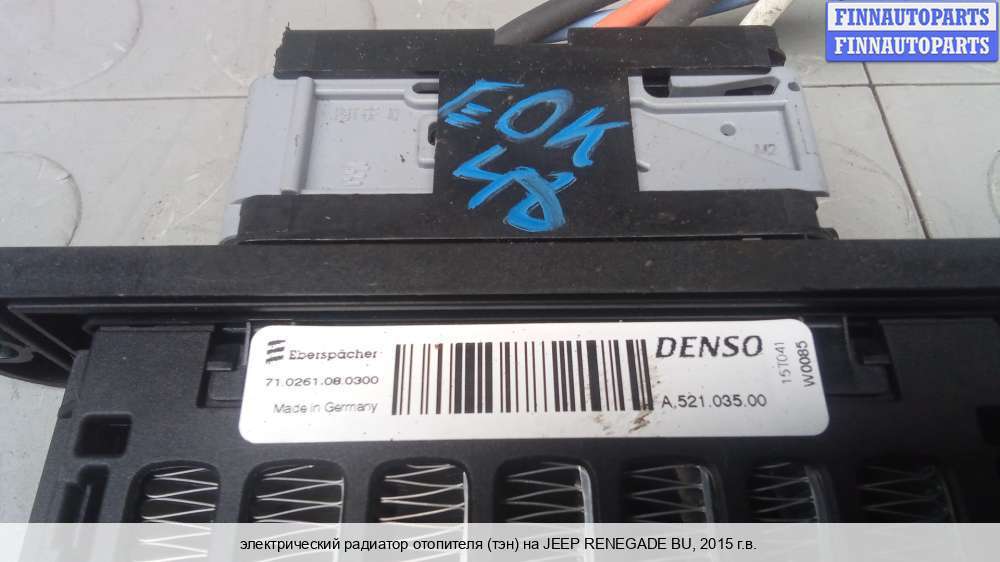 FINNAUTOPARTS
FINNAUTOPARTS
EOK
48
M2
Eberspächer
DENSO
71.0261.08.0300
Made in Germany
A.521.035.00
15T041
W0085
электрический радиатор отопителя (тэн) на JEEP RENEGADE BU, 2015 г.в.